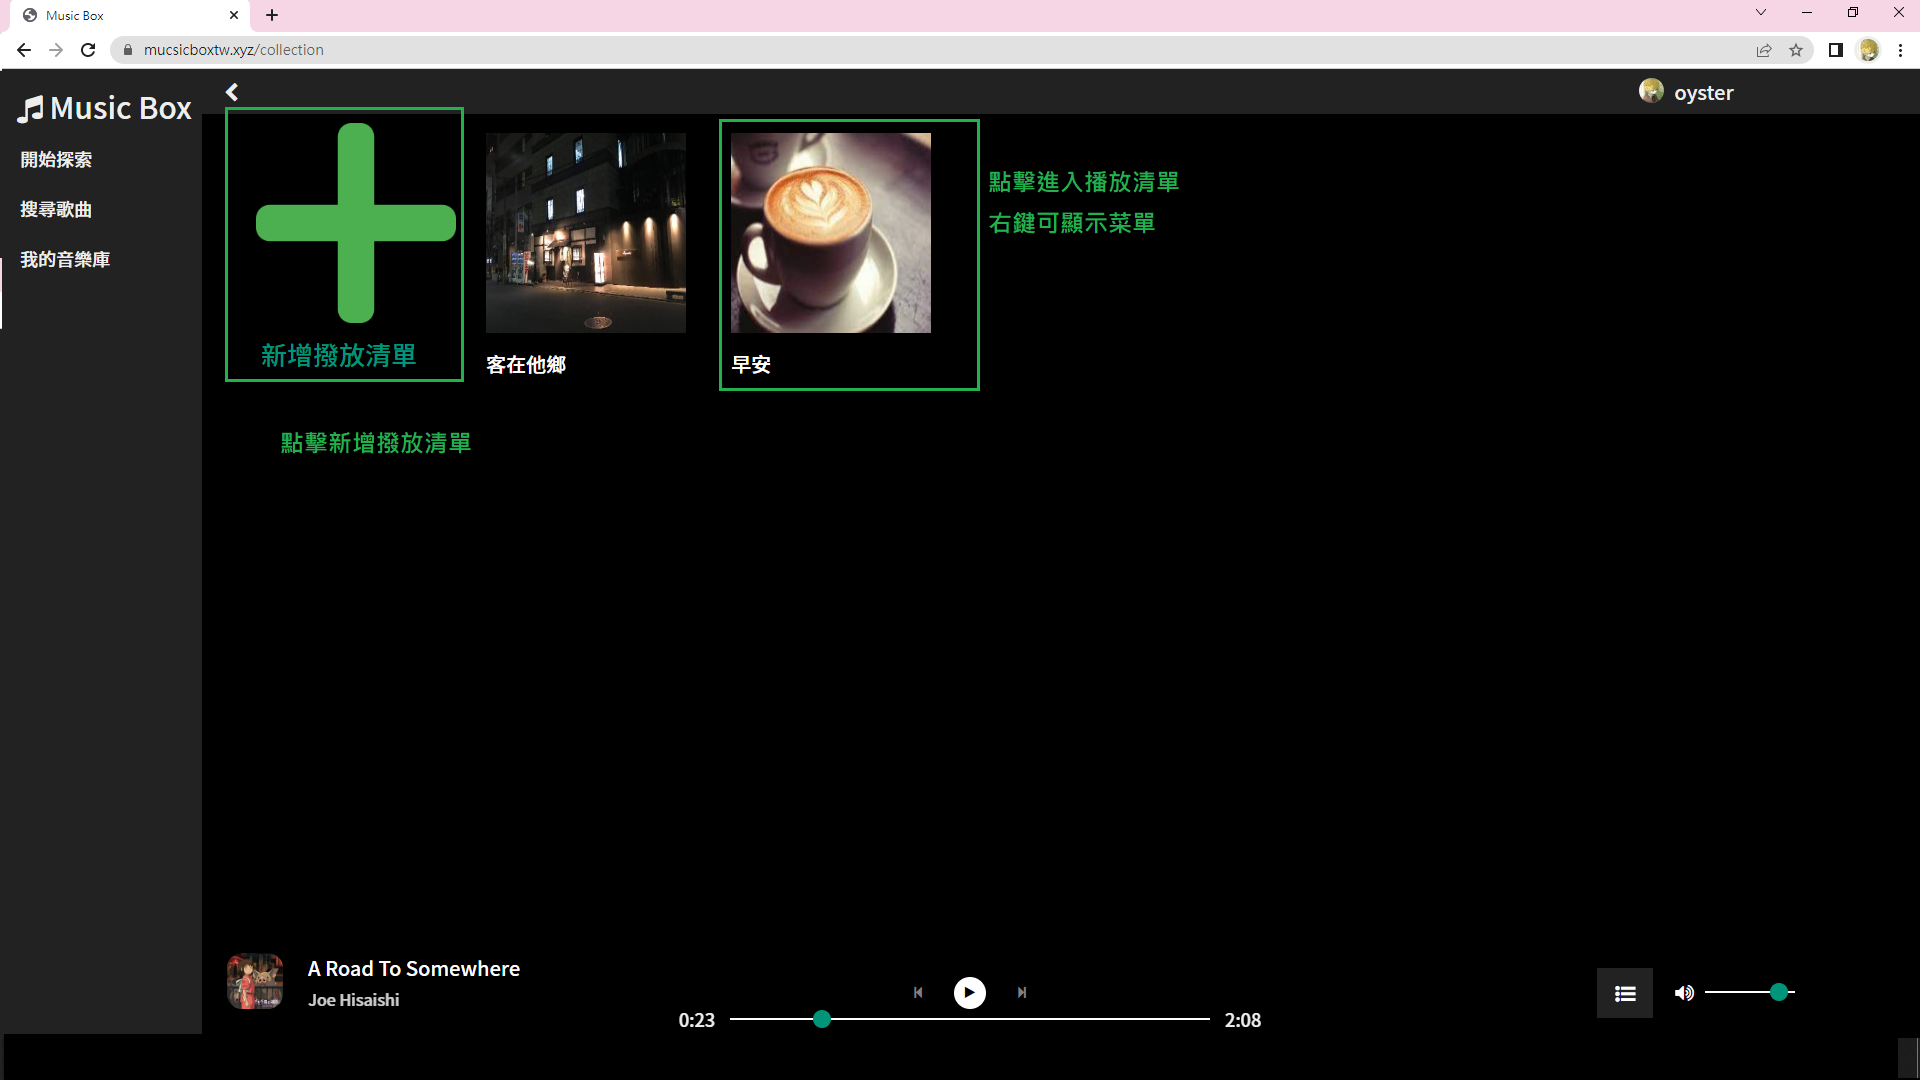 Music Box
mucsicboxtw.xyz/collection
Music Box
oyster
開始探索
搜尋歌曲
我的音樂庫
新增撥放清單
客在他鄉
早安
點擊進入播放清單
右鍵可顯示菜單
點擊新增撥放清單
A Road To Somewhere
Joe Hisaishi
0:23
2:08